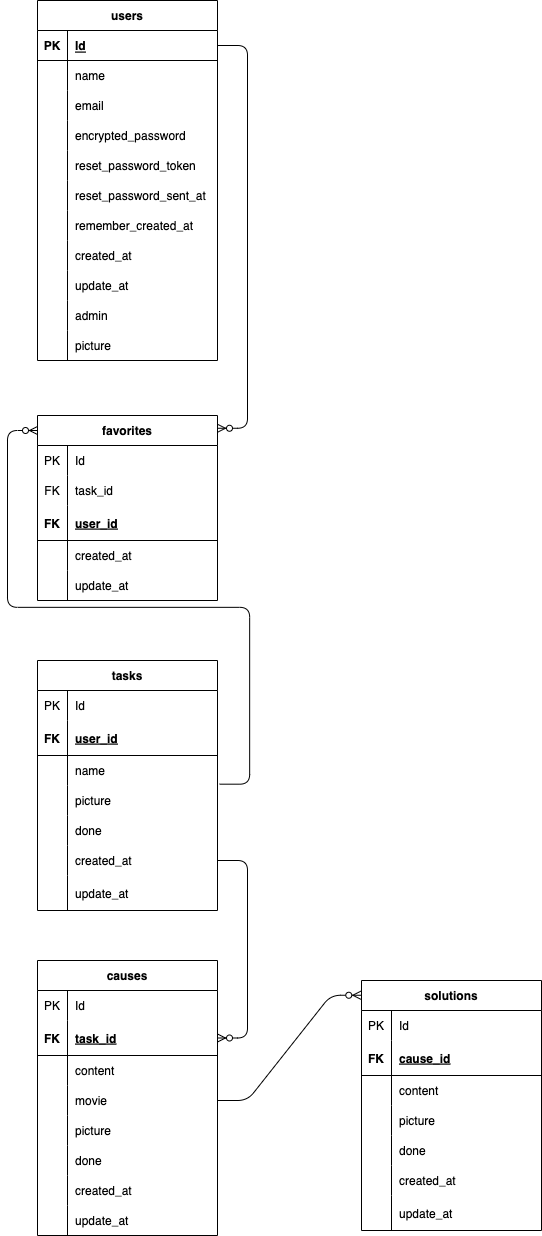 users
PK Id
name
email
encrypted_password
reset_password_token
reset_password_sent_at
remember_created_at
created_at
update_at
admin
picture
favorites
PK Id
FK task_id
FK user_id
created_at
update_at
tasks
PK Id
FK user_id
name
picture
done
created_at
update_at
causes
PK Id
FK task_id
content
movie
picture
done
created_at
update_at
solutions
PK Id
FK cause_id
content
picture
done
created_at
update_at